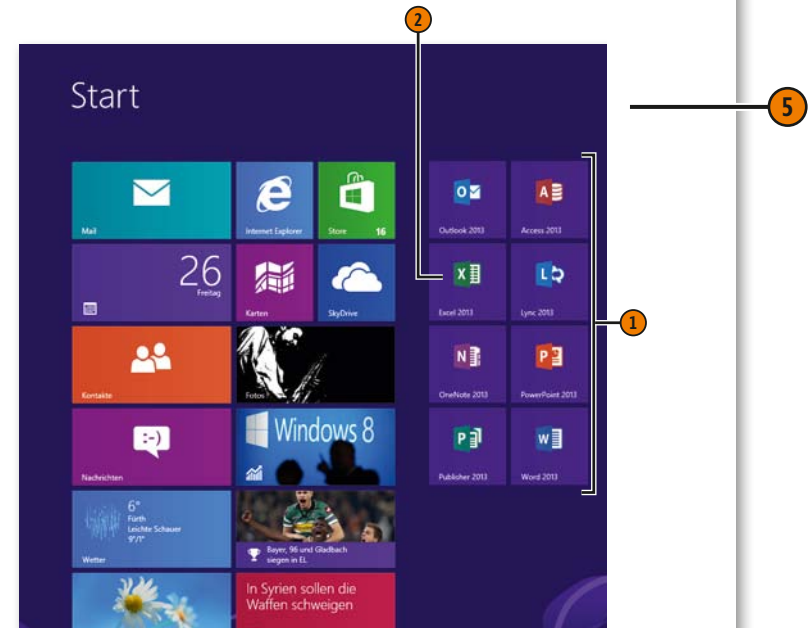 2
Start
5
Mail
Internet Explorer
Store 16
Outlook 2013
Access 2013
26
Freitag
Karten
SkyDrive
Excel 2013
Lync 2013
1
Kontakte
Fotos
OneNote 2013
PowerPoint 2013
:-)
Nachrichten
Windows 8
Publisher 2013
Word 2013
6°
Fürth
Leichte Schauer
9°/1°
Wetter
Bayer, 96 und Gladbach
siegen in EL
In Syrien sollen die
Waffen schweigen